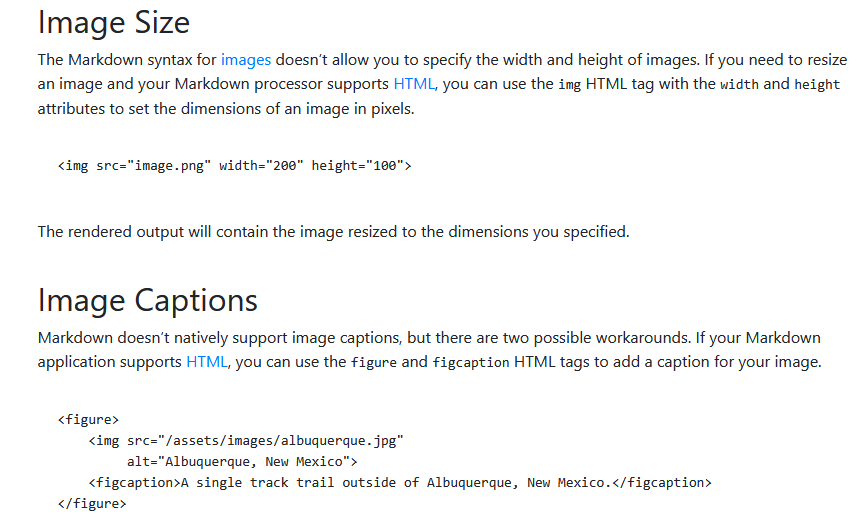 Image Size
The Markdown syntax for images doesn’t allow you to specify the width and height of images. If you need to resize
an image and your Markdown processor supports HTML, you can use the img HTML tag with the width and height
attributes to set the dimensions of an image in pixels.
<img src="image.png" width="200" height="100">
The rendered output will contain the image resized to the dimensions you specified.
Image Captions
Markdown doesn’t natively support image captions, but there are two possible workarounds. If your Markdown
application supports HTML, you can use the figure and figcaption HTML tags to add a caption for your image.
<figure>
    <img src="/assets/images/albuquerque.jpg"
         alt="Albuquerque, New Mexico">
    <figcaption>A single track trail outside of Albuquerque, New Mexico.</figcaption>
</figure>